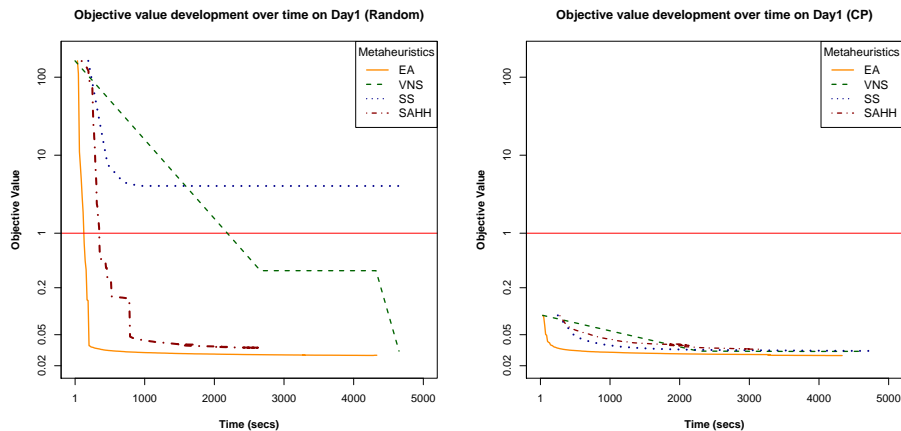 Objective value development over time on Day1 (Random)
Objective Value
100
10
1
0.2
0.05
0.02
Metaheuristics
EA
VNS
SS
SAHH
1 1000 2000 3000 4000 5000
Time (secs)
Objective value development over time on Day1 (CP)
Objective Value
100
10
1
0.2
0.05
0.02
Metaheuristics
EA
VNS
SS
SAHH
1 1000 2000 3000 4000 5000
Time (secs)